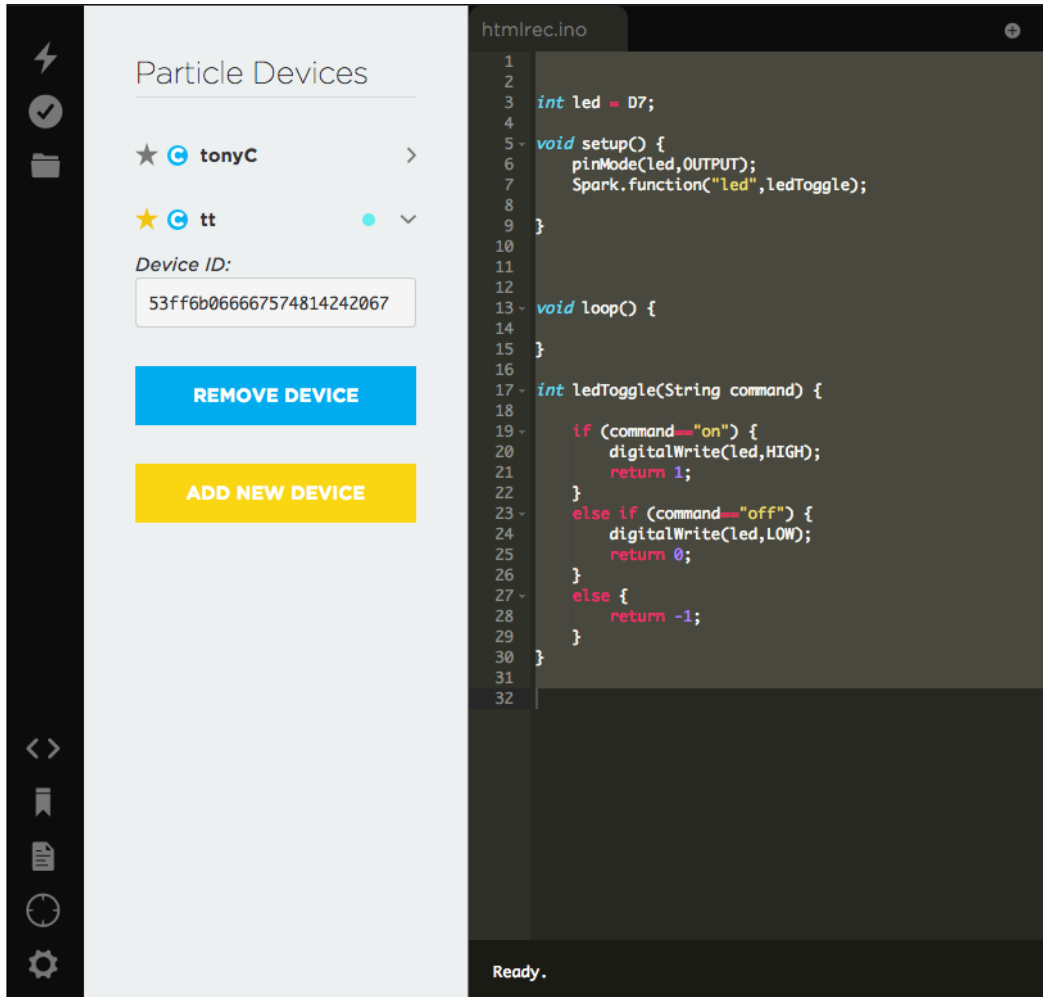 Particle Devices
C tonyC
C tt
Device ID:
53ff6b066667574814242067
REMOVE DEVICE
ADD NEW DEVICE
htmlrec.ino
1
2
3 int led = D7;
4
5 void setup() {
6 pinMode(led,OUTPUT);
7 Spark.function("led",ledToggle);
8
9 }
10
11
12
13 void loop() {
14
15 }
16
17 int ledToggle(String command) {
18
19 if (command=="on") {
20 digitalWrite(led,HIGH);
21 return 1;
22 }
23 else if (command=="off") {
24 digitalWrite(led,LOW);
25 return 0;
26 }
27 else {
28 return -1;
29 }
30 }
31
32
Ready.